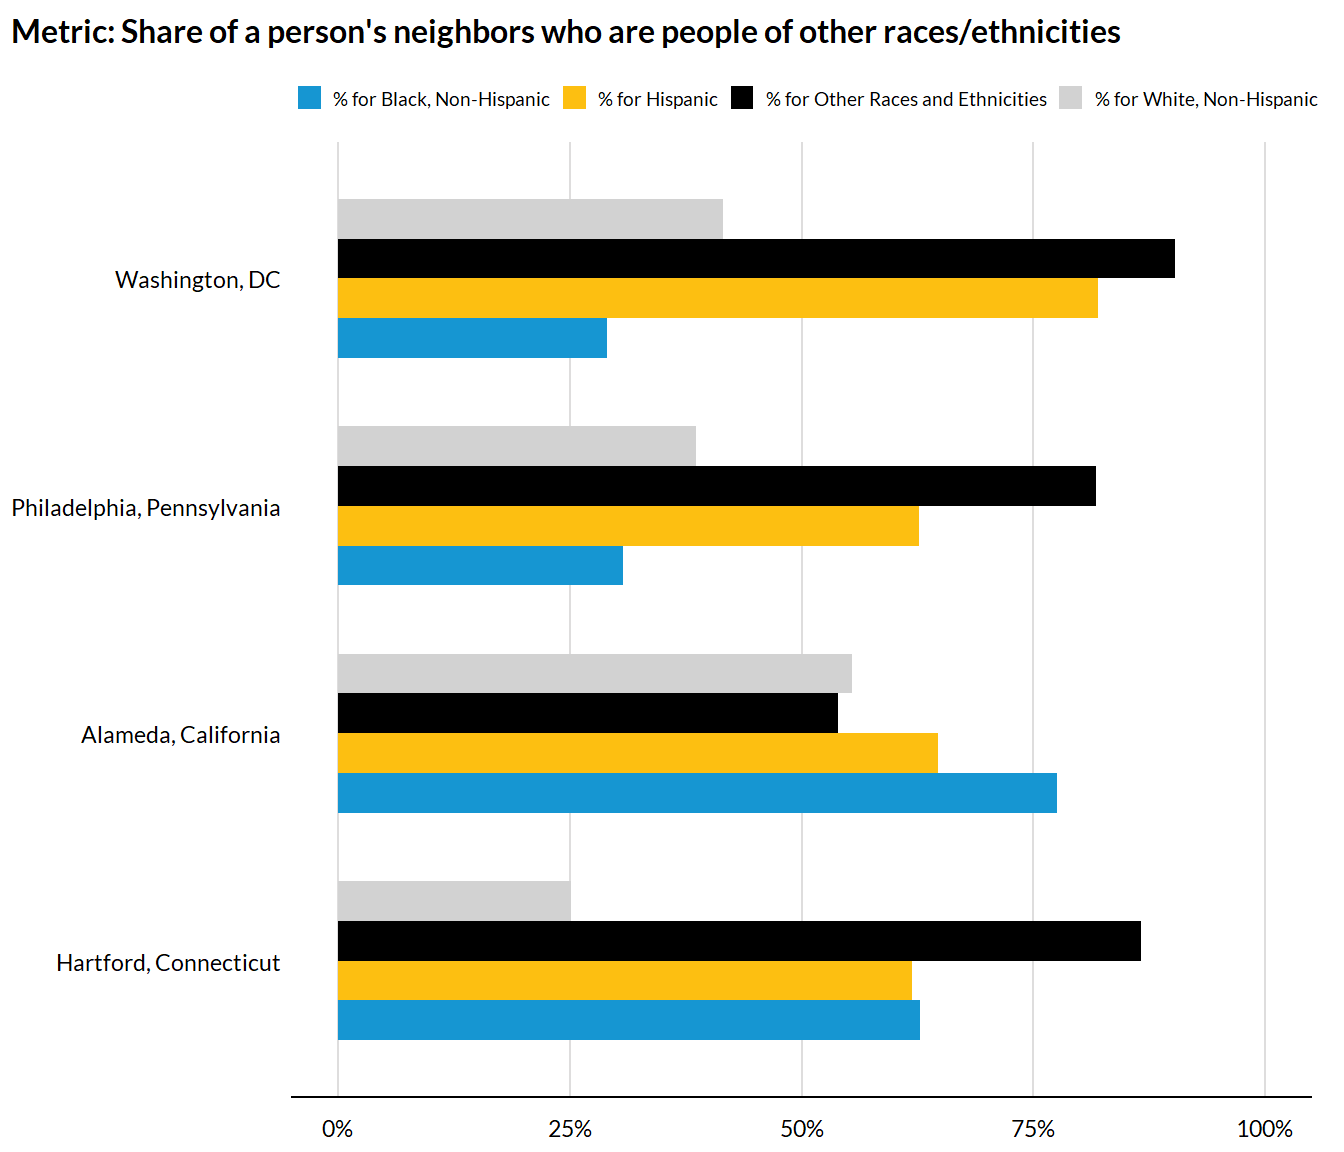 Metric: Share of a person's neighbors who are people of other races/ethnicities
% for Black, Non-Hispanic % for Hispanic % for Other Races and Ethnicities % for White, Non-Hispanic
Washington, DC
Philadelphia, Pennsylvania
Alameda, California
Hartford, Connecticut
0% 25% 50% 75% 100%